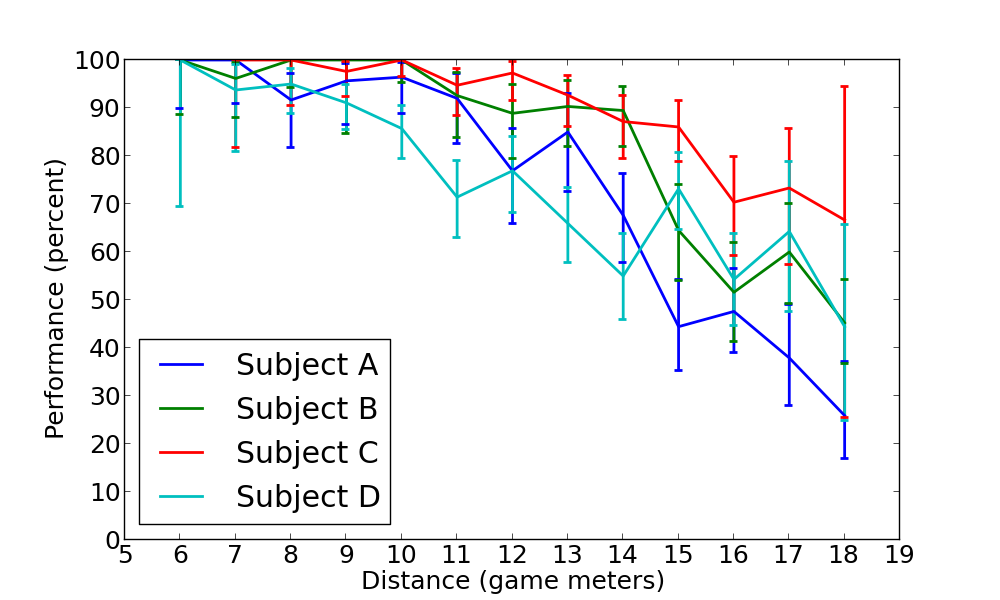 100
90
80
70
60
50
40
30
20
10
0
Performance (percent)
Subject A
Subject B
Subject C
Subject D
5 6 7 8 9 10 11 12 13 14 15 16 17 18 19
Distance (game meters)